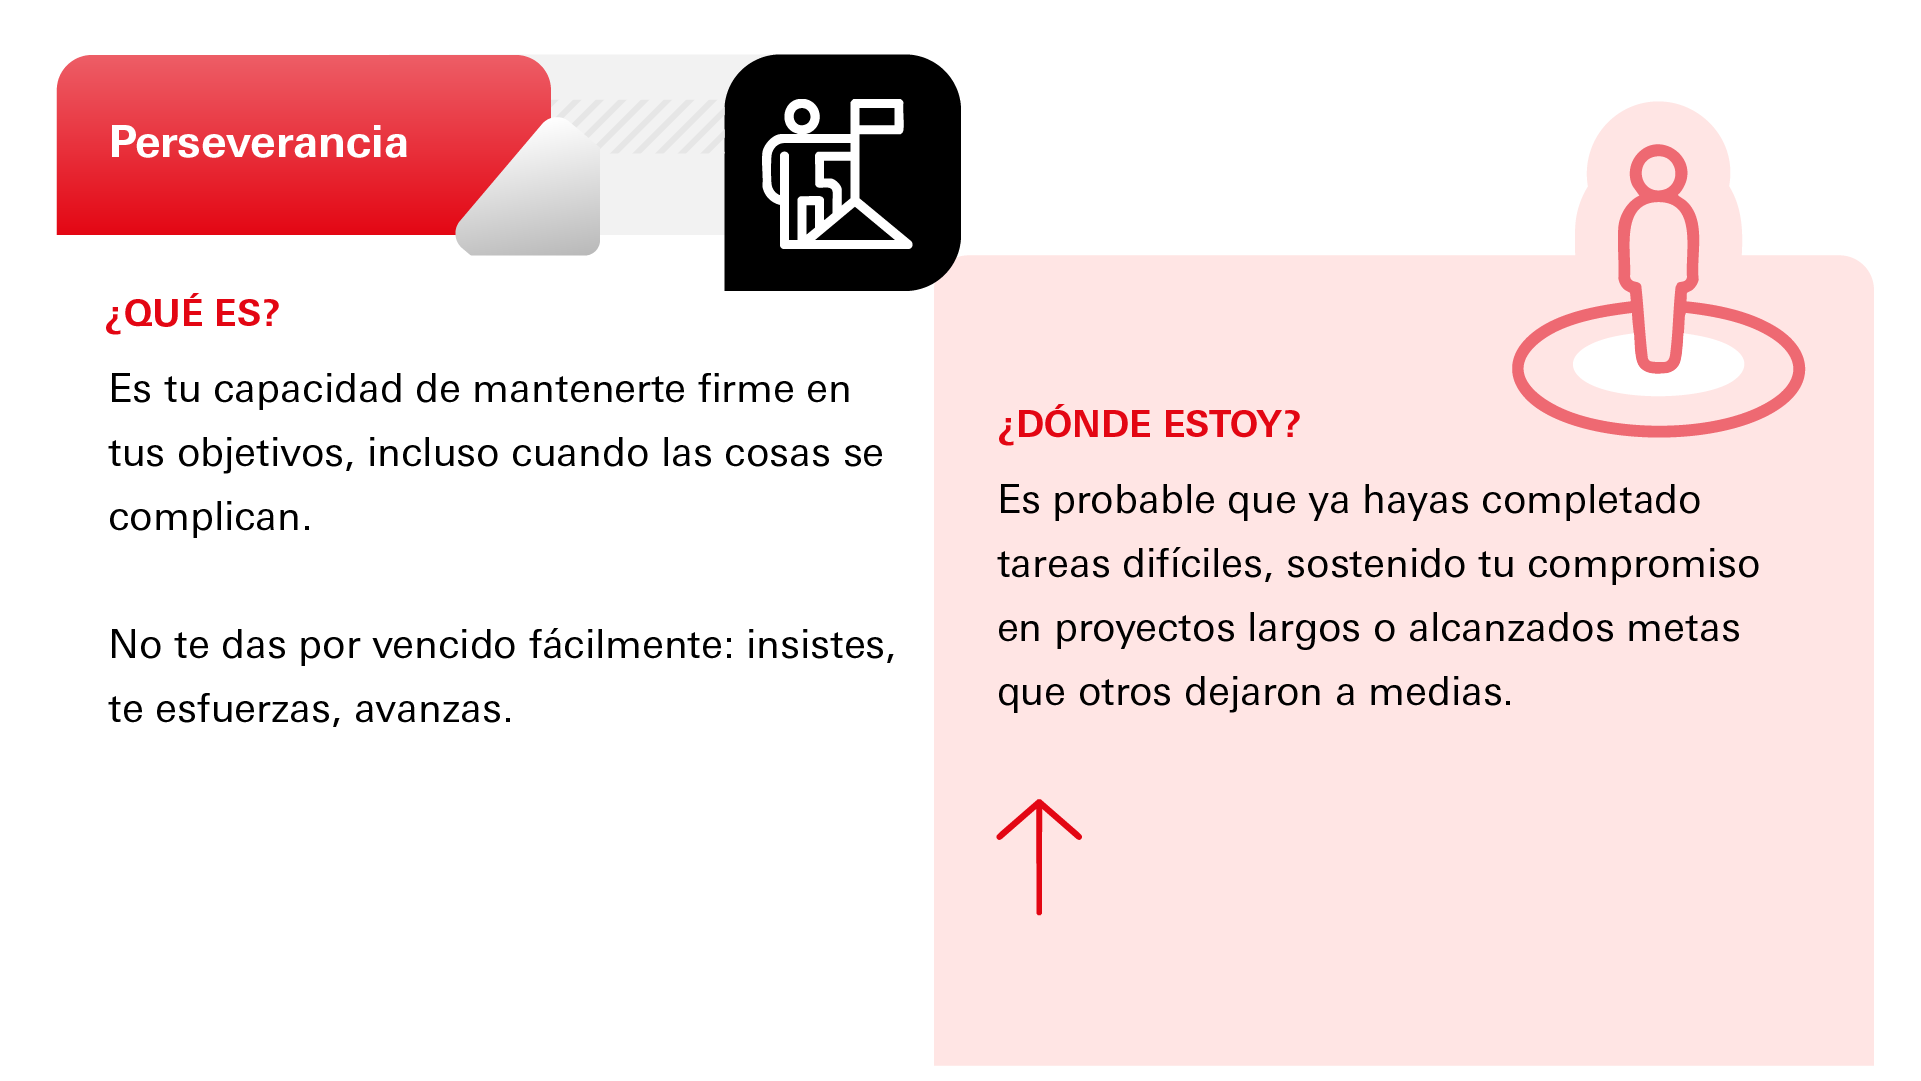 Perseverancia
¿QUÉ ES?
Es tu capacidad de mantenerte firme en
tus objetivos, incluso cuando las cosas se
complican.
No te das por vencido fácilmente: insistes,
te esfuerzas, avanzas.
¿DÓNDE ESTOY?
Es probable que ya hayas completado
tareas difíciles, sostenido tu compromiso
en proyectos largos o alcanzados metas
que otros dejaron a medias.